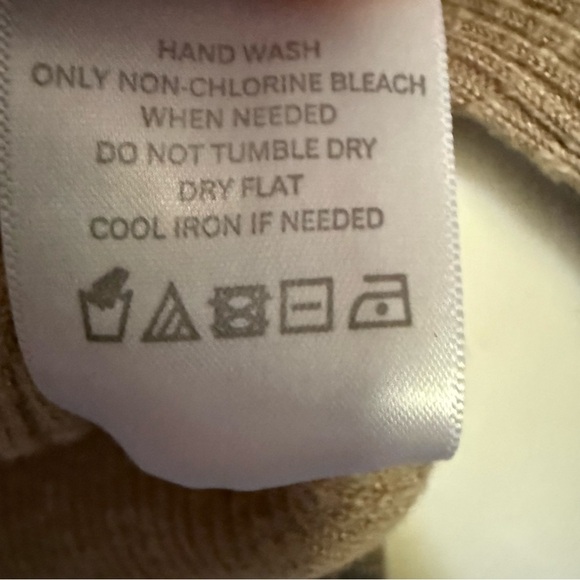 HAND WASH
ONLY NON-CHLORINE BLEACH
WHEN NEEDED
DO NOT TUMBLE DRY
DRY FLAT
COOL IRON IF NEEDED